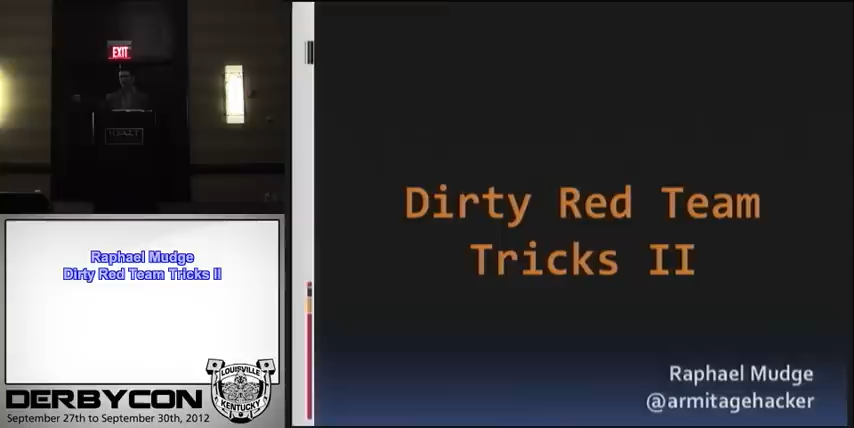 EXIT
HYATT
Raphael Mudge
Dirty Red Team Tricks II
LOUISVILLE
KENTUCKY
DERBYCON
September 27th to September 30th, 2012
Dirty Red Team
Tricks II
Raphael Mudge
@armitagehacker